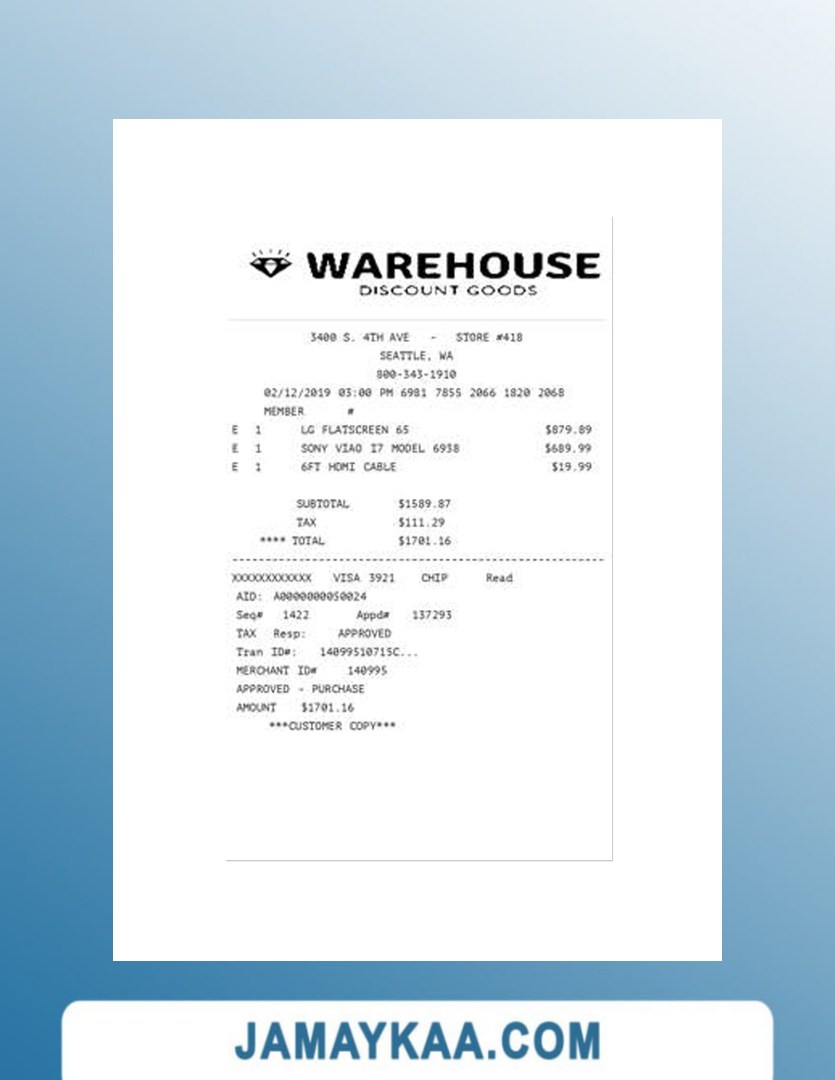 WAREHOUSE
DISCOUNT GOODS
3400 S. 4TH AVE - STORE #418
SEATTLE, WA
800-343-1910
02/12/2019 03:00 PM 6981 7855 2066 1820 2068
MEMBER #
E 1 LG FLATSCREEN 65 $879.89
E 1 SONY VIAO I7 MODEL 6938 $689.99
E 1 6FT HDMI CABLE $19.99
SUBTOTAL $1589.87
TAX $111.29
**** TOTAL $1701.16
XXXXXXXXXXXX VISA 3921 CHIP Read
AID: A0000000050024
Seq# 1422 Appd# 137293
TAX Resp: APPROVED
Tran ID#: 14099510715C...
MERCHANT ID# 140995
APPROVED - PURCHASE
AMOUNT $1701.16
***CUSTOMER COPY***
JAMAYKAA.COM